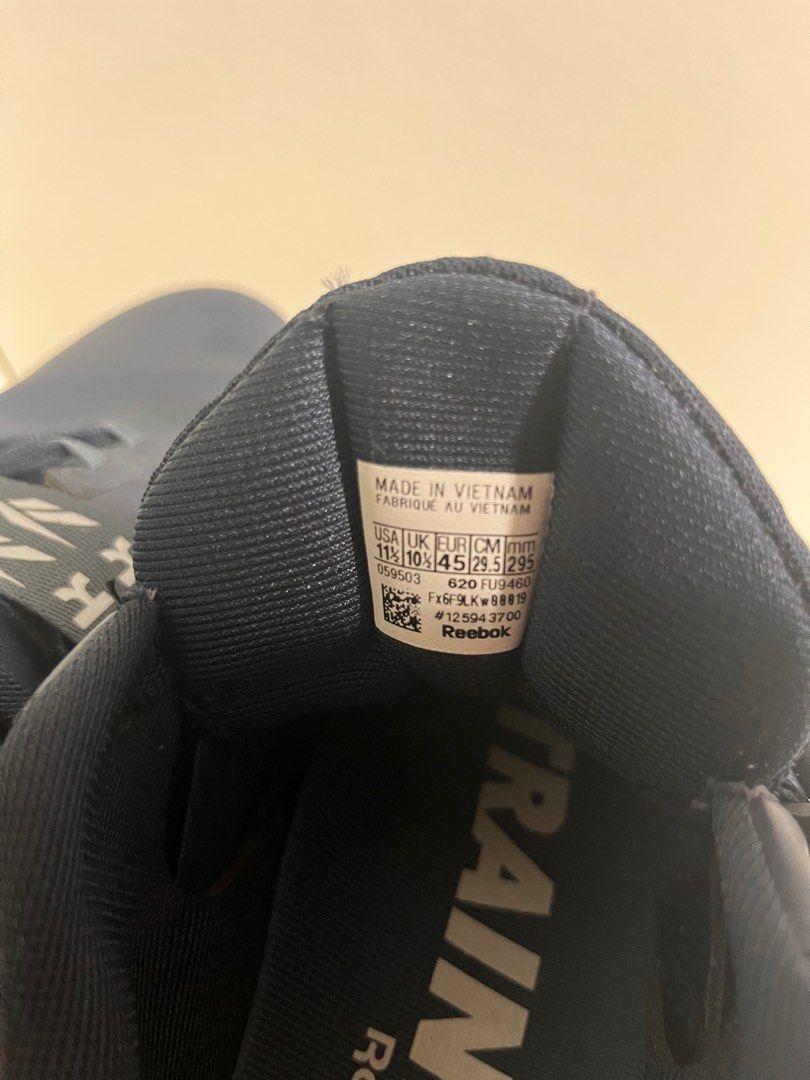 MADE IN VIETNAM
FABRIQUÉ AU VIETNAM
USA UK EUR CM mm
11½ 10½ 45 29.5 295
059503 620 FU9460
Fx6F9LKw00019
#125943700
Reebok
TRAIN